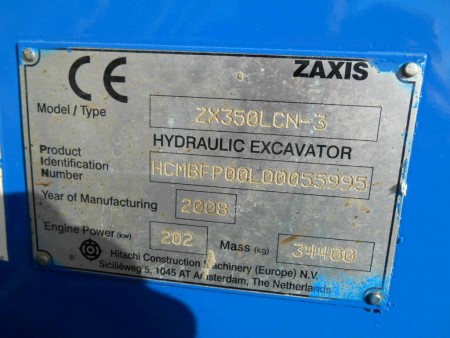 CE ZAXIS
Model / Type ZX350LCN-3
HYDRAULIC EXCAVATOR
Product
Identification HCMBFP00L00055995
Number
Year of Manufacturing 2008
Engine Power (kw) 202 Mass (kg) 34400
Hitachi Construction Machinery (Europe) N.V.
Siciliëweg 5, 1045 AT Amsterdam, The Netherlands